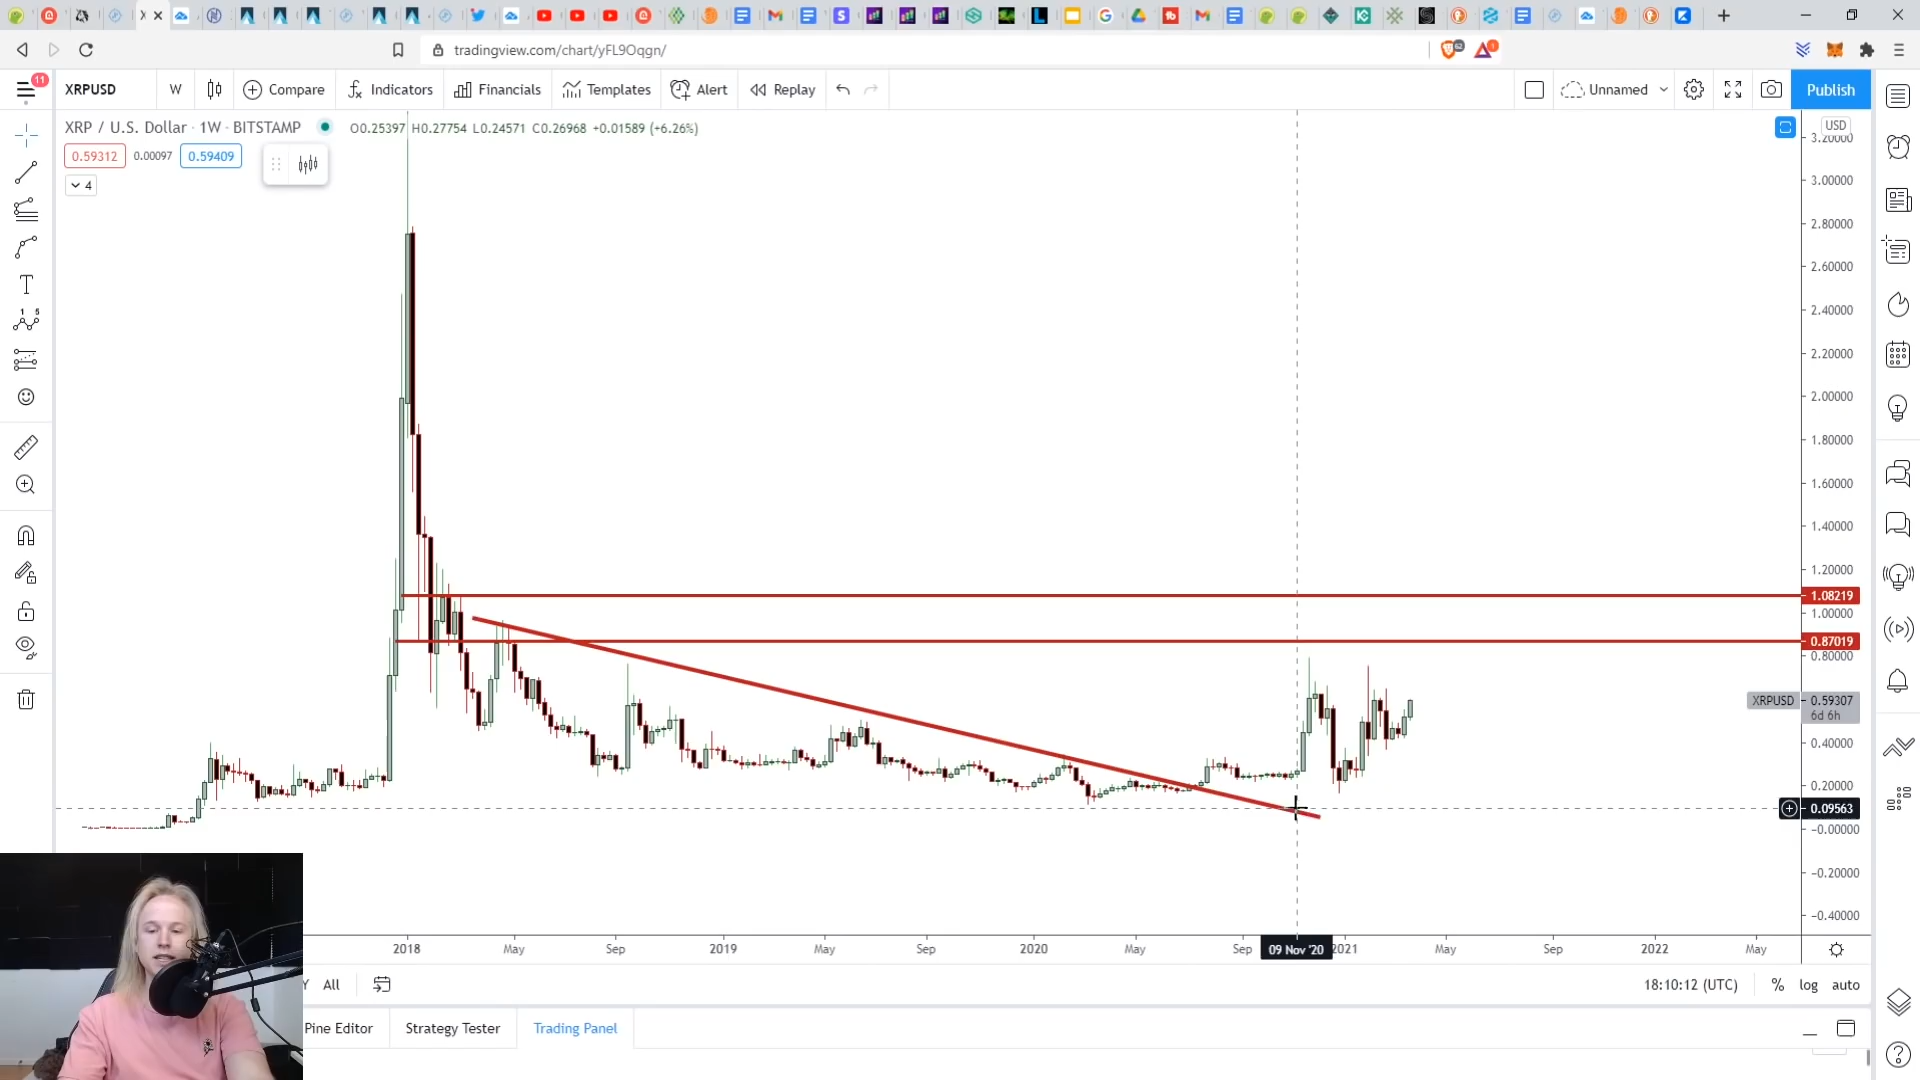 tradingview.com/chart/yFL9Oqgn/
11
XRPUSD W Compare Indicators Financials Templates Alert Replay Unnamed Publish
XRP / U.S. Dollar · 1W · BITSTAMP O0.25397 H0.27754 L0.24571 C0.26968 +0.01589 (+6.26%)
USD
0.59312 0.00097 0.59409
4
3.20000
3.00000
2.80000
2.60000
2.40000
2.20000
2.00000
1.80000
1.60000
1.40000
1.20000
1.08219
1.00000
0.87019
0.80000
XRPUSD 0.59307
6d 6h
0.40000
0.20000
0.09563
-0.00000
-0.20000
-0.40000
2018 May Sep 2019 May Sep 2020 May Sep 09 Nov '20 2021 May Sep 2022 May
Y All 18:10:12 (UTC) % log auto
Pine Editor Strategy Tester Trading Panel